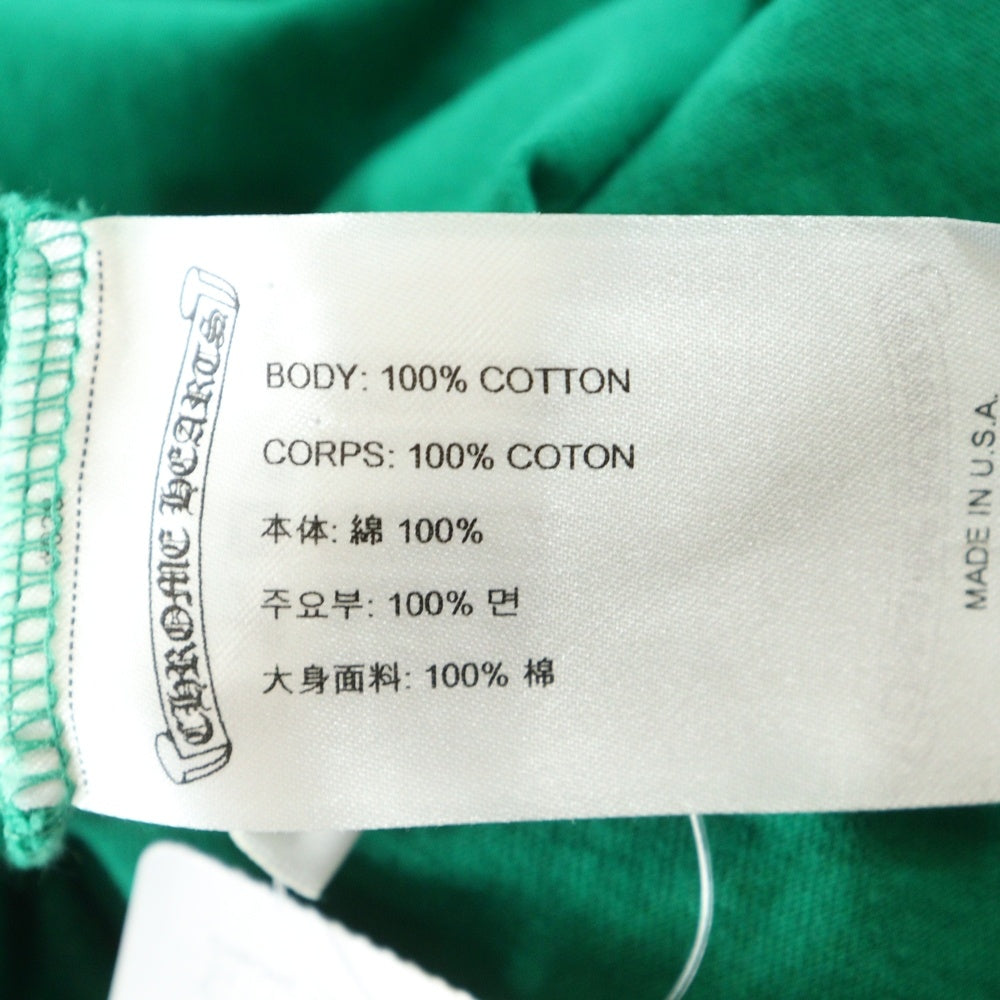 CHROME HEARTS
BODY: 100% COTTON
CORPS: 100% COTON
本体: 綿 100%
주요부: 100% 면
大身面料: 100% 棉
MADE IN U.S.A.